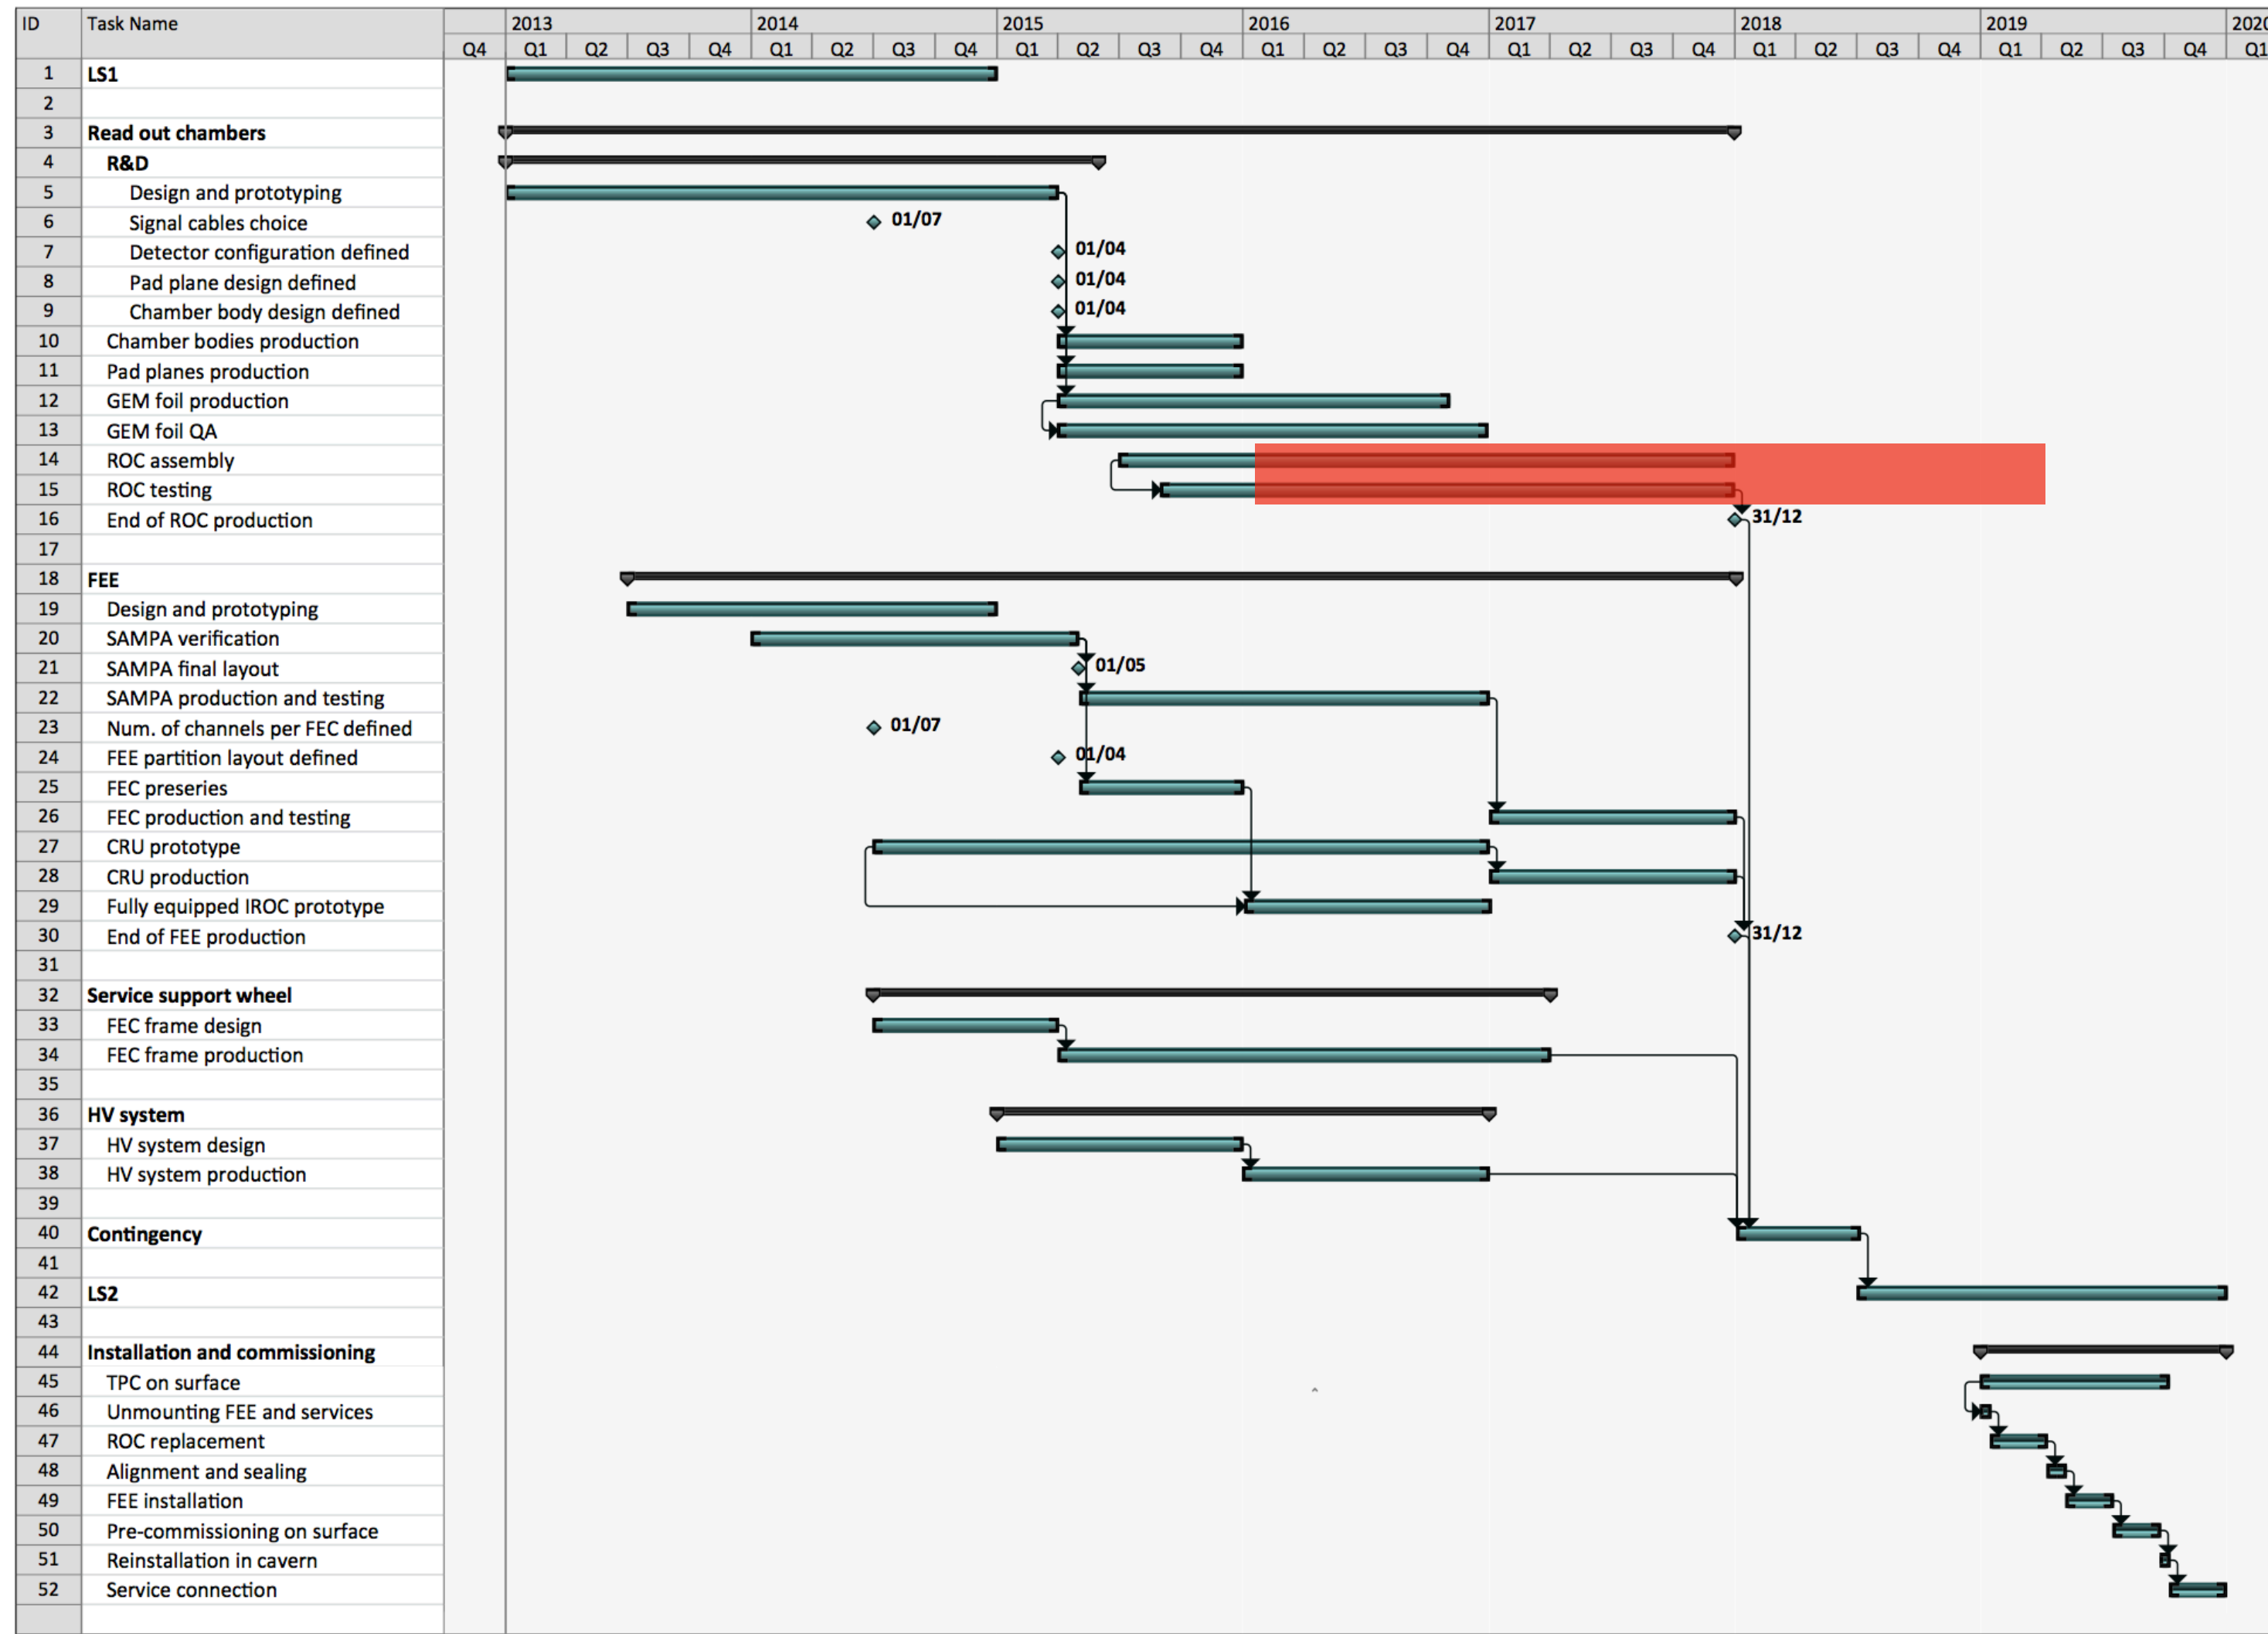 ID Task Name 2013 2014 2015 2016 2017 2018 2019 2020
Q4 Q1 Q2 Q3 Q4 Q1 Q2 Q3 Q4 Q1 Q2 Q3 Q4 Q1 Q2 Q3 Q4 Q1 Q2 Q3 Q4 Q1 Q2 Q3 Q4 Q1 Q2 Q3 Q4 Q1
1 LS1
2
3 Read out chambers
4 R&D
5 Design and prototyping
6 Signal cables choice 01/07
7 Detector configuration defined 01/04
8 Pad plane design defined 01/04
9 Chamber body design defined 01/04
10 Chamber bodies production
11 Pad planes production
12 GEM foil production
13 GEM foil QA
14 ROC assembly
15 ROC testing
16 End of ROC production 31/12
17
18 FEE
19 Design and prototyping
20 SAMPA verification
21 SAMPA final layout 01/05
22 SAMPA production and testing
23 Num. of channels per FEC defined 01/07
24 FEE partition layout defined 01/04
25 FEC preseries
26 FEC production and testing
27 CRU prototype
28 CRU production
29 Fully equipped IROC prototype
30 End of FEE production 31/12
31
32 Service support wheel
33 FEC frame design
34 FEC frame production
35
36 HV system
37 HV system design
38 HV system production
39
40 Contingency
41
42 LS2
43
44 Installation and commissioning
45 TPC on surface
46 Unmounting FEE and services
47 ROC replacement
48 Alignment and sealing
49 FEE installation
50 Pre-commissioning on surface
51 Reinstallation in cavern
52 Service connection